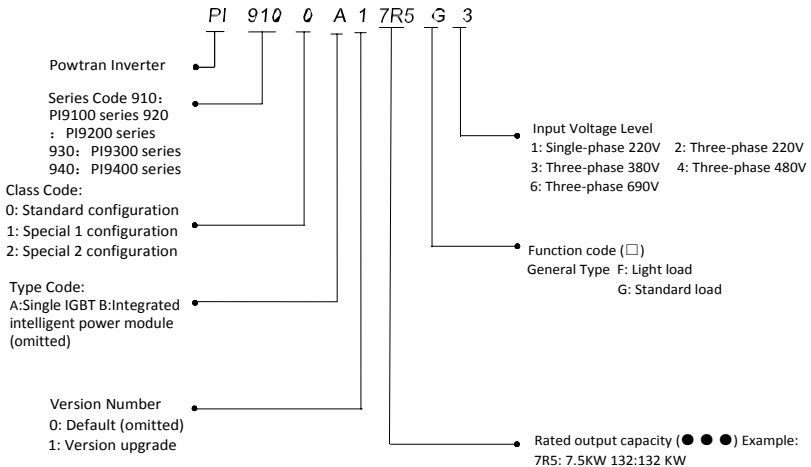 PI 910 0 A 1 7R5 G 3
Powtran Inverter
Series Code 910：
PI9100 series 920
： PI9200 series
930： PI9300 series
940： PI9400 series
Class Code:
0: Standard configuration
1: Special 1 configuration
2: Special 2 configuration
Type Code:
A:Single IGBT B:Integrated
intelligent power module
(omitted)
Version Number
0: Default (omitted)
1: Version upgrade
Input Voltage Level
1: Single-phase 220V 2: Three-phase 220V
3: Three-phase 380V 4: Three-phase 480V
6: Three-phase 690V
Function code (□)
General Type F: Light load
G: Standard load
Rated output capacity (● ● ●) Example:
7R5: 7.5KW 132:132 KW